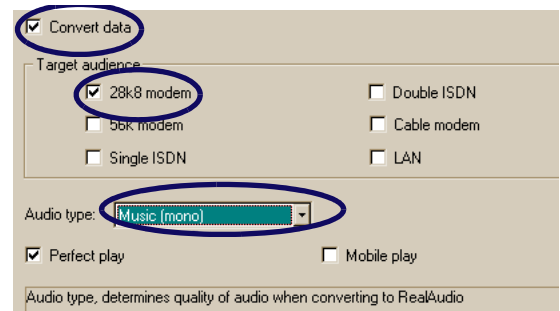 Convert data
Target audience
28k8 modem
Double ISDN
56k modem
Cable modem
Single ISDN
LAN
Audio type: Music (mono)
Perfect play
Mobile play
Audio type, determines quality of audio when converting to RealAudio